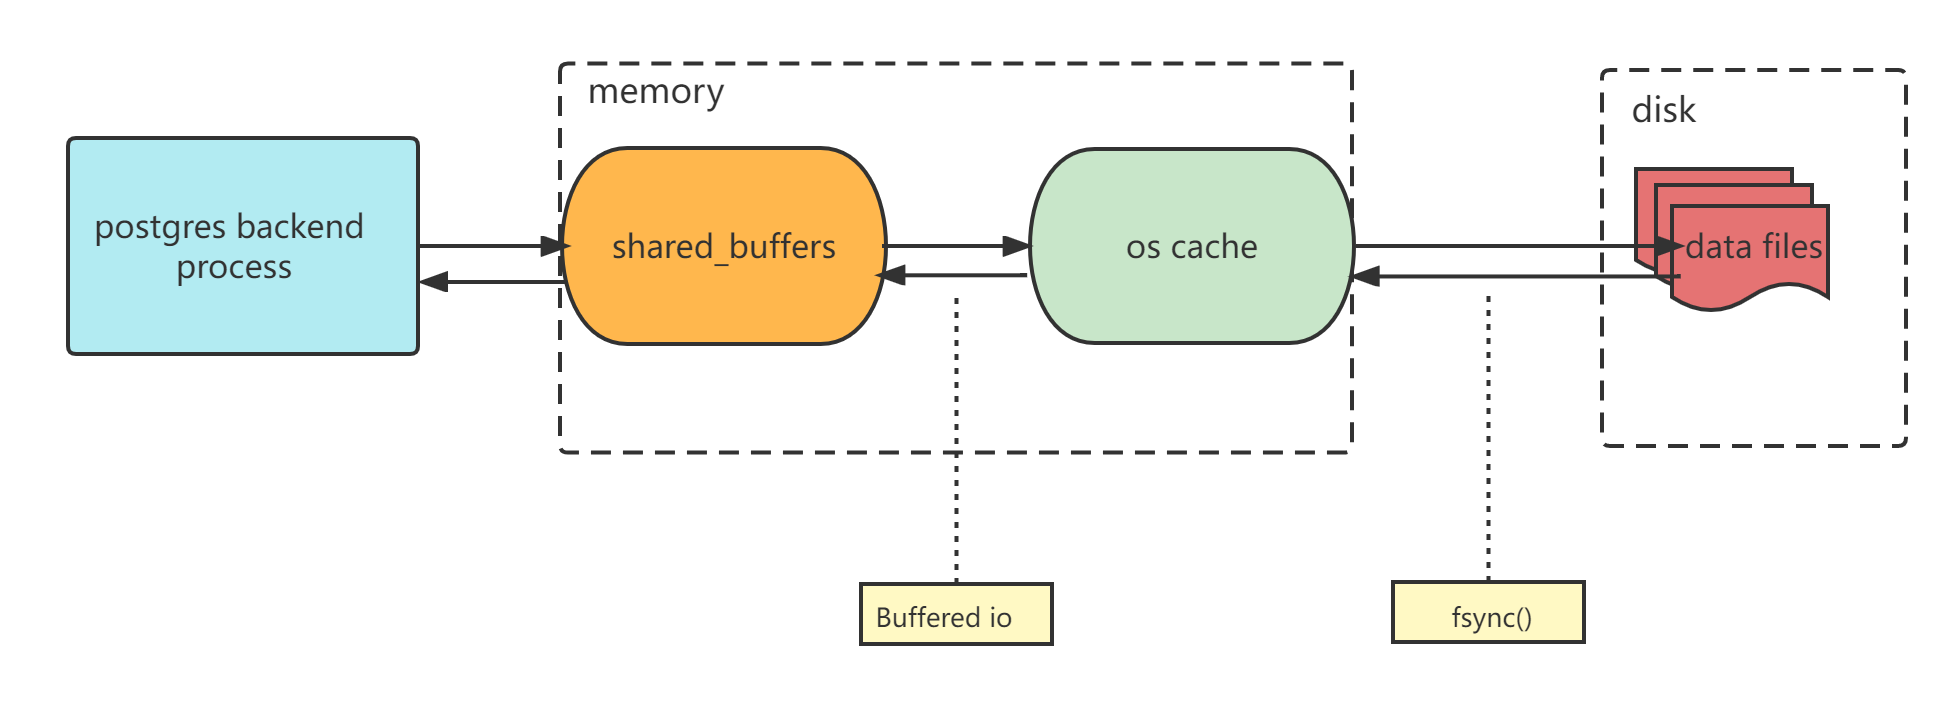 memory
disk
postgres backend
process
shared_buffers
os cache
data files
Buffered io
fsync()